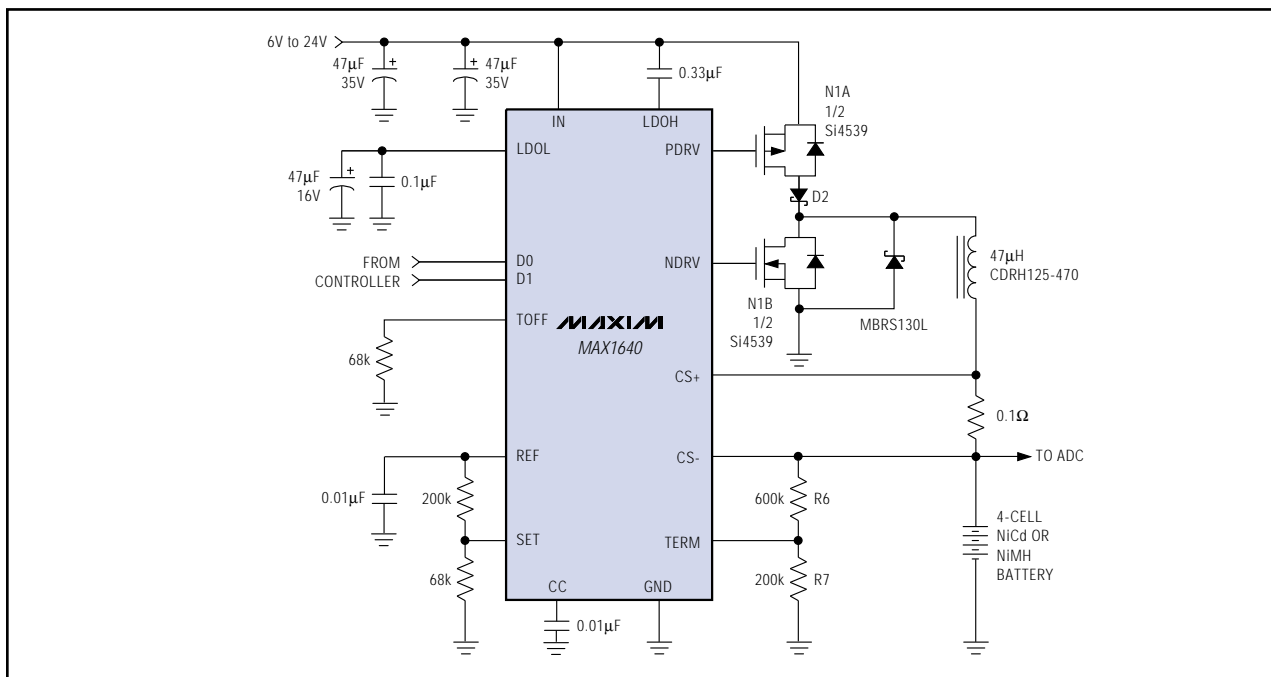 6V to 24V
47µF
35V
+
47µF
35V
+
0.33µF
N1A
1/2
Si4539
IN
LDOH
LDOL
PDRV
47µF
16V
+
0.1µF
D2
FROM
CONTROLLER
D0
D1
NDRV
47µH
CDRH125-470
N1B
1/2
Si4539
MBRS130L
TOFF
MAXIM
MAX1640
68k
CS+
0.1Ω
REF
CS-
TO ADC
0.01µF
200k
600k
R6
4-CELL
NiCd OR
NiMH
BATTERY
SET
TERM
68k
200k
R7
CC
GND
0.01µF